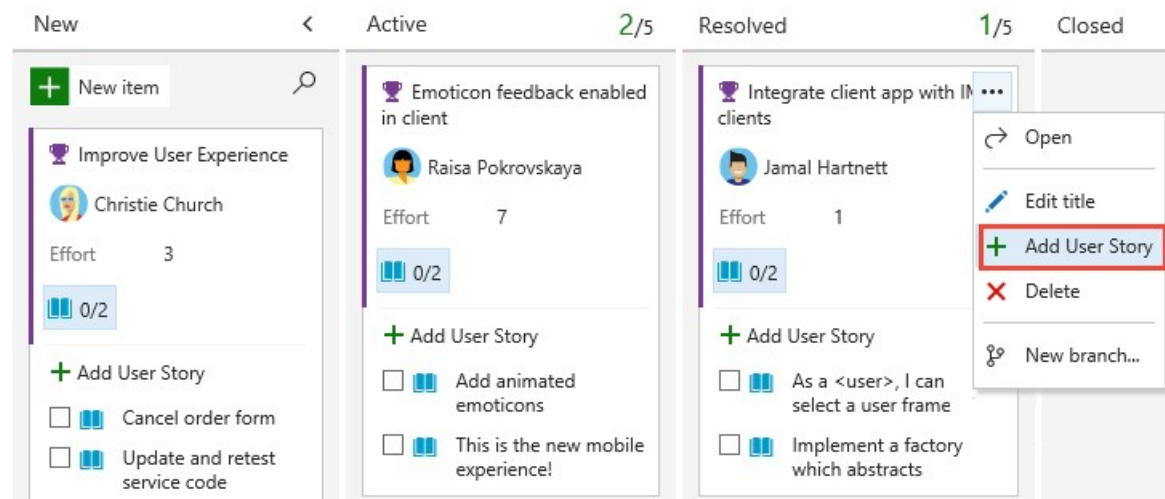 New
New item
Improve User Experience
Christie Church
Effort 3
0/2
Add User Story
Cancel order form
Update and retest
service code
Active 2/5
Emoticon feedback enabled
in client
Raisa Pokrovskaya
Effort 7
0/2
Add User Story
Add animated
emoticons
This is the new mobile
experience!
Resolved 1/5
Integrate client app with
clients
Jamal Hartnett
Effort 1
0/2
Add User Story
As a <user>, I can
select a user frame
Implement a factory
which abstracts
Open
Edit title
Add User Story
Delete
New branch...
Closed